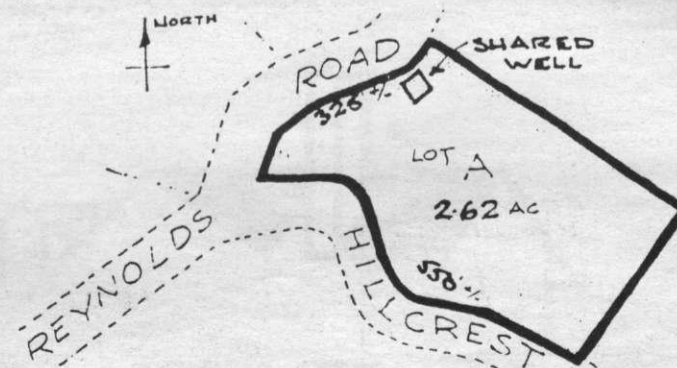 NORTH
ROAD
SHARED
WELL
325' +/-
LOT A
2.62 AC
550' +/-
REYNOLDS
HILLCREST